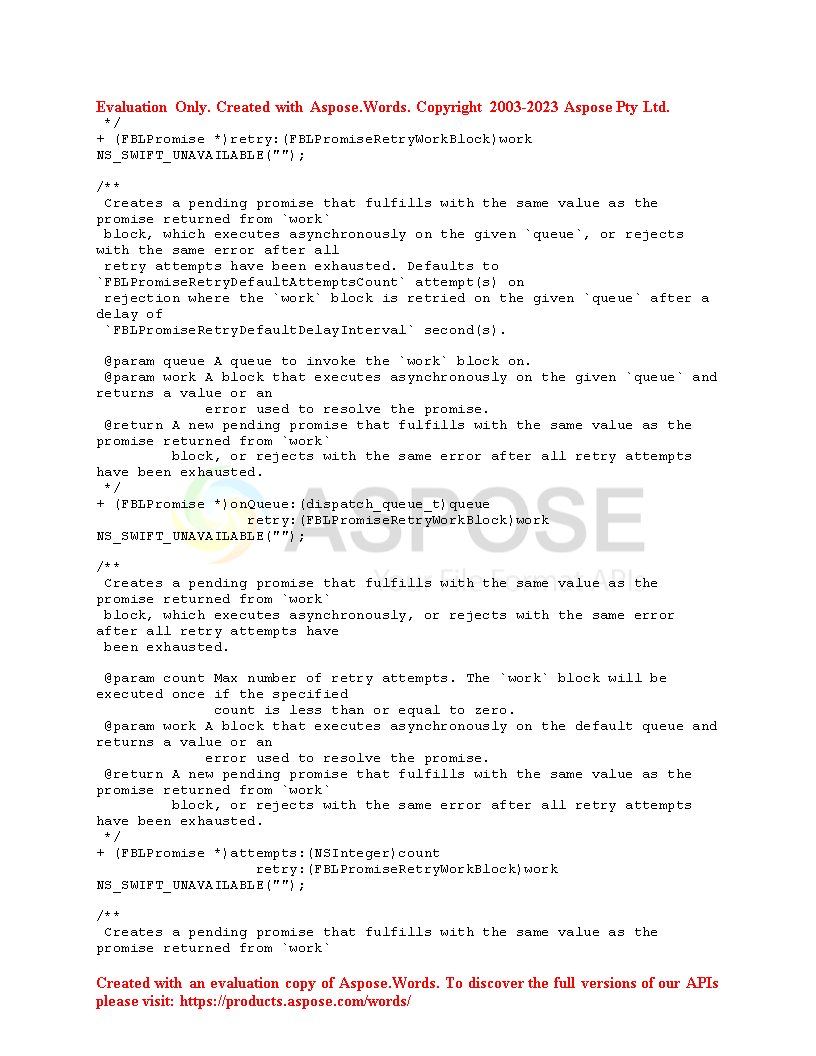 Evaluation Only. Created with Aspose.Words. Copyright 2003-2023 Aspose Pty Ltd.
 */
+ (FBLPromise *)retry:(FBLPromiseRetryWorkBlock)work
NS_SWIFT_UNAVAILABLE("");

/**
 Creates a pending promise that fulfills with the same value as the
promise returned from `work`
 block, which executes asynchronously on the given `queue`, or rejects
with the same error after all
 retry attempts have been exhausted. Defaults to
`FBLPromiseRetryDefaultAttemptsCount` attempt(s) on
 rejection where the `work` block is retried on the given `queue` after a
delay of
 `FBLPromiseRetryDefaultDelayInterval` second(s).

 @param queue A queue to invoke the `work` block on.
 @param work A block that executes asynchronously on the given `queue` and
returns a value or an
             error used to resolve the promise.
 @return A new pending promise that fulfills with the same value as the
promise returned from `work`
         block, or rejects with the same error after all retry attempts
have been exhausted.
 */
+ (FBLPromise *)onQueue:(dispatch_queue_t)queue
                  retry:(FBLPromiseRetryWorkBlock)work
NS_SWIFT_UNAVAILABLE("");
ASPOSE
Your File Format APIs

/**
 Creates a pending promise that fulfills with the same value as the
promise returned from `work`
 block, which executes asynchronously, or rejects with the same error
after all retry attempts have
 been exhausted.

 @param count Max number of retry attempts. The `work` block will be
executed once if the specified
              count is less than or equal to zero.
 @param work A block that executes asynchronously on the default queue and
returns a value or an
             error used to resolve the promise.
 @return A new pending promise that fulfills with the same value as the
promise returned from `work`
         block, or rejects with the same error after all retry attempts
have been exhausted.
 */
+ (FBLPromise *)attempts:(NSInteger)count
                   retry:(FBLPromiseRetryWorkBlock)work
NS_SWIFT_UNAVAILABLE("");

/**
 Creates a pending promise that fulfills with the same value as the
promise returned from `work`

Created with an evaluation copy of Aspose.Words. To discover the full versions of our APIs
please visit: https://products.aspose.com/words/